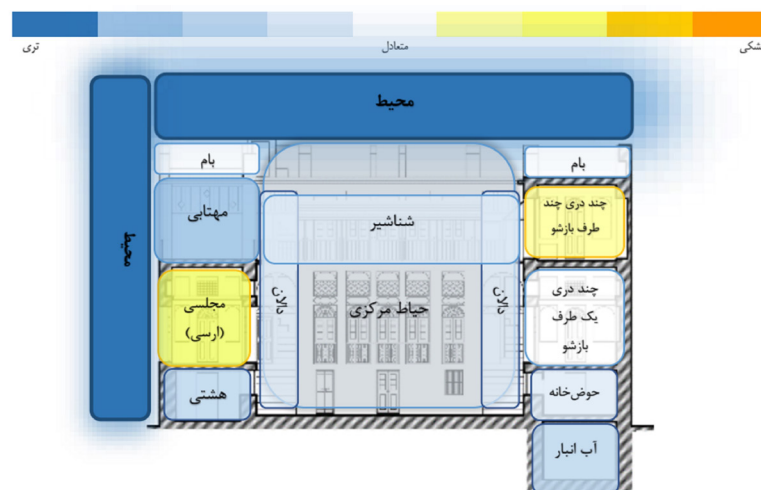 تری
متعادل
شکی
محیط
محیط
بام
بام
مهتابی
شناشیر
چند دری چند
طرف بازشو
مجلسی
(ارسی)
دالان
حیاط مرکزی
دالان
چند دری
یک طرف
بازشو
هشتی
حوض‌خانه
آب انبار